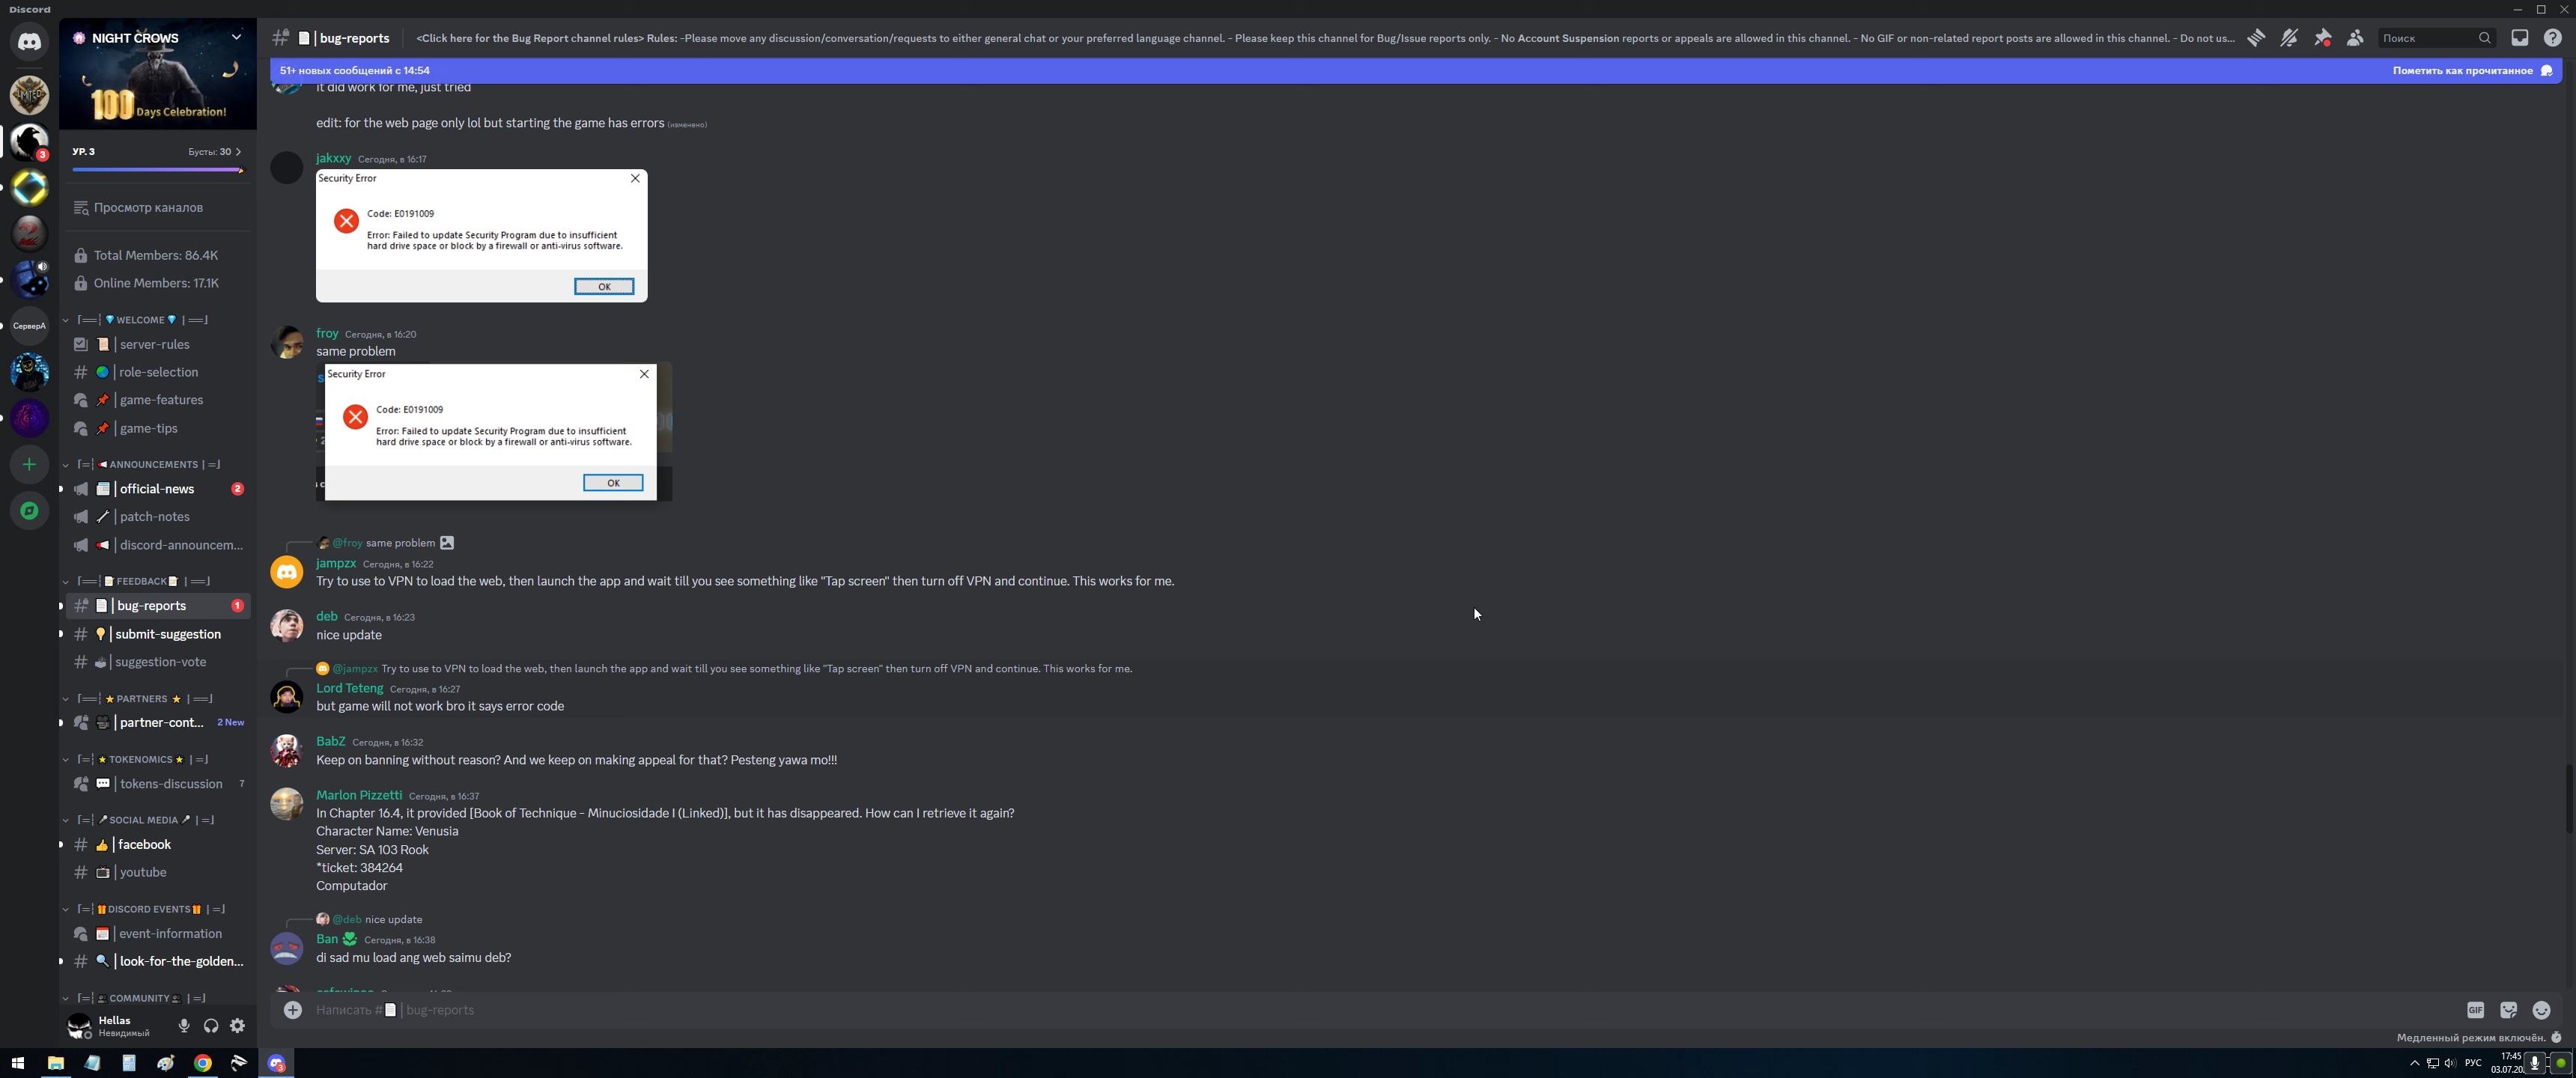 Discord
NIGHT CROWS
100 Days Celebration!
УР. 3
Бусты: 30
Просмотр каналов
Total Members: 86.4K
Online Members: 17.1K
WELCOME
server-rules
role-selection
game-features
game-tips
ANNOUNCEMENTS
official-news 2
patch-notes
discord-announcem...
FEEDBACK
bug-reports 1
submit-suggestion
suggestion-vote
PARTNERS
partner-cont... 2 New
TOKENOMICS
tokens-discussion 7
SOCIAL MEDIA
facebook
youtube
DISCORD EVENTS
event-information
look-for-the-golden...
COMMUNITY
Hellas
Невидимый
СерверА
3
bug-reports
<Click here for the Bug Report channel rules> Rules: -Please move any discussion/conversation/requests to either general chat or your preferred language channel. - Please keep this channel for Bug/Issue reports only. - No Account Suspension reports or appeals are allowed in this channel. - No GIF or non-related report posts are allowed in this channel. - Do not us...
Поиск
51+ новых сообщений с 14:54
Пометить как прочитанное
it did work for me, just tried
edit: for the web page only lol but starting the game has errors (изменено)
jakxxy Сегодня, в 16:17
Security Error
Code: E0191009
Error: Failed to update Security Program due to insufficient
hard drive space or block by a firewall or anti-virus software.
OK
froy Сегодня, в 16:20
same problem
Security Error
Code: E0191009
Error: Failed to update Security Program due to insufficient
hard drive space or block by a firewall or anti-virus software.
OK
@froy same problem
jampzx Сегодня, в 16:22
Try to use to VPN to load the web, then launch the app and wait till you see something like "Tap screen" then turn off VPN and continue. This works for me.
deb Сегодня, в 16:23
nice update
@jampzx Try to use to VPN to load the web, then launch the app and wait till you see something like "Tap screen" then turn off VPN and continue. This works for me.
Lord Teteng Сегодня, в 16:27
but game will not work bro it says error code
BabZ Сегодня, в 16:32
Keep on banning without reason? And we keep on making appeal for that? Pesteng yawa mo!!!
Marlon Pizzetti Сегодня, в 16:37
In Chapter 16.4, it provided [Book of Technique - Minuciosidade I (Linked)], but it has disappeared. How can I retrieve it again?
Character Name: Venusia
Server: SA 103 Rook
*ticket: 384264
Computador
@deb nice update
Ban Сегодня, в 16:38
di sad mu load ang web saimu deb?
Написать # bug-reports
GIF
Медленный режим включён.
РУС
17:45
03.07.20